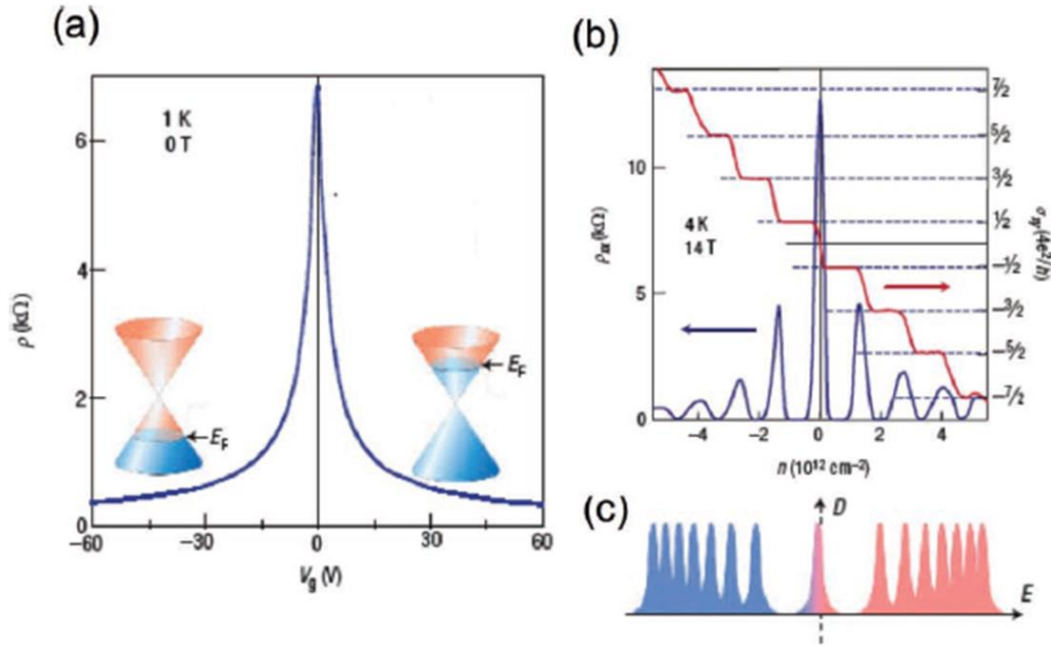 (a)
1 K
0 T
6
4
2
0
ρ (kΩ)
E_F
E_F
−60
−30
0
30
60
V_g (V)
(b)
10
5
0
ρ_xx (kΩ)
4 K
14 T
7/2
5/2
3/2
1/2
−1/2
−3/2
−5/2
−7/2
σ_xy (4e²/h)
−4
−2
0
2
4
n (10¹² cm⁻²)
(c)
D
E